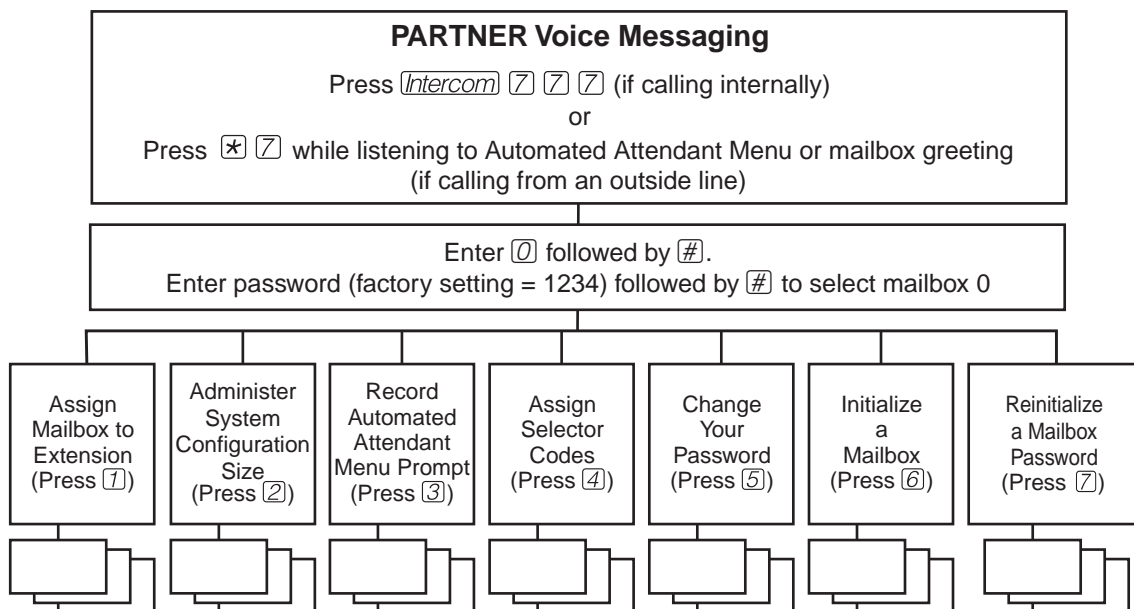 PARTNER Voice Messaging
Press Intercom 7 7 7 (if calling internally)
or
Press * 7 while listening to Automated Attendant Menu or mailbox greeting
(if calling from an outside line)
Enter 0 followed by #.
Enter password (factory setting = 1234) followed by # to select mailbox 0
Assign
Mailbox to
Extension
(Press 1)
Administer
System
Configuration
Size
(Press 2)
Record
Automated
Attendant
Menu Prompt
(Press 3)
Assign
Selector
Codes
(Press 4)
Change
Your
Password
(Press 5)
Initialize
a
Mailbox
(Press 6)
Reinitialize
a Mailbox
Password
(Press 7)